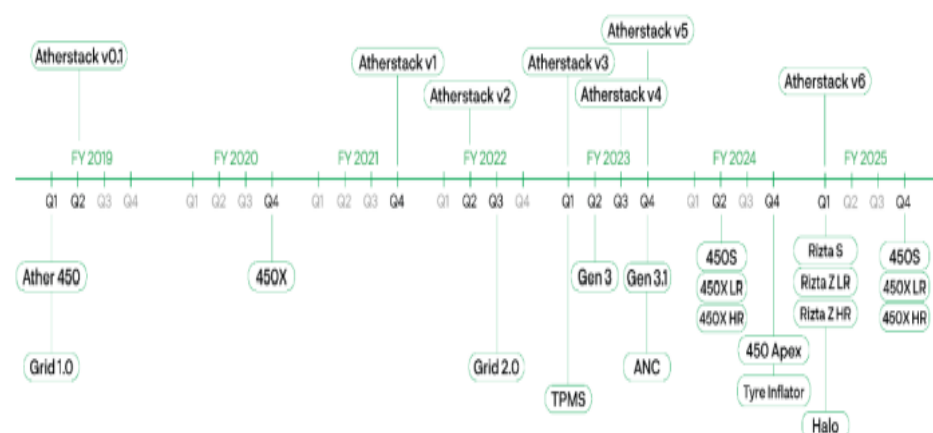 Atherstack v5
Atherstack v0.1
Atherstack v1
Atherstack v3
Atherstack v6
Atherstack v2
Atherstack v4
FY 2019 FY 2020 FY 2021 FY 2022 FY 2023 FY 2024 FY 2025
Q1 Q2 Q3 Q4 Q1 Q2 Q3 Q4 Q1 Q2 Q3 Q4 Q1 Q2 Q3 Q4 Q1 Q2 Q3 Q4 Q1 Q2 Q3 Q4 Q1 Q2 Q3 Q4
Ather 450
450X
Gen 3
Gen 3.1
450S
450X LR
450X HR
Rizta S
Rizta Z LR
Rizta Z HR
450S
450X LR
450X HR
Grid 1.0
Grid 2.0
TPMS
ANC
450 Apex
Tyre Inflator
Halo